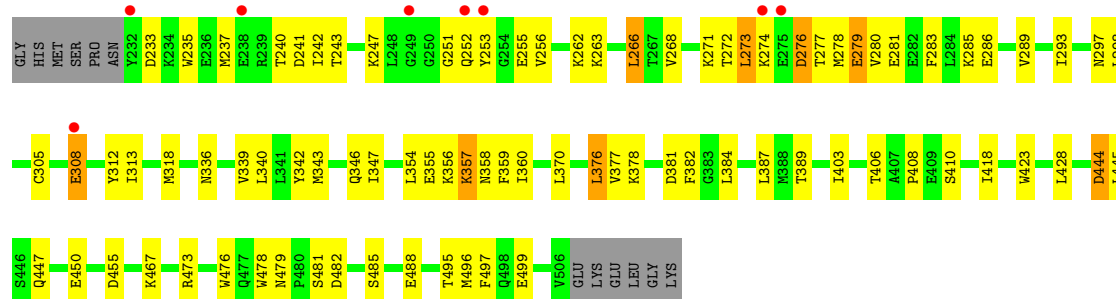 GLY HIS MET SER PRO ASN Y232 D233 K234 W235 E236 M237 E238 R239 T240 D241 I242 T243 K247 L248 G249 G250 G251 Q252 Y253 G254 E255 V256 K262 K263 L266 T267 V268 K271 T272 L273 K274 E275 D276 T277 M278 E279 V280 E281 E282 F283 L284 K285 E286 V289 I293 N297
C305 E308 Y312 I313 M318 N336 V339 L340 L341 Y342 M343 Q346 I347 L354 E355 K356 K357 N358 F359 I360 L370 L376 V377 K378 D381 F382 G383 L384 L387 M388 T389 I403 T406 A407 P408 E409 S410 I418 W423 L428 D444
S446 Q447 E450 D455 K467 R473 W476 Q477 W478 N479 P480 S481 D482 S485 E488 T495 M496 F497 Q498 E499 V506 GLU LYS GLU GLU LEU GLY LYS